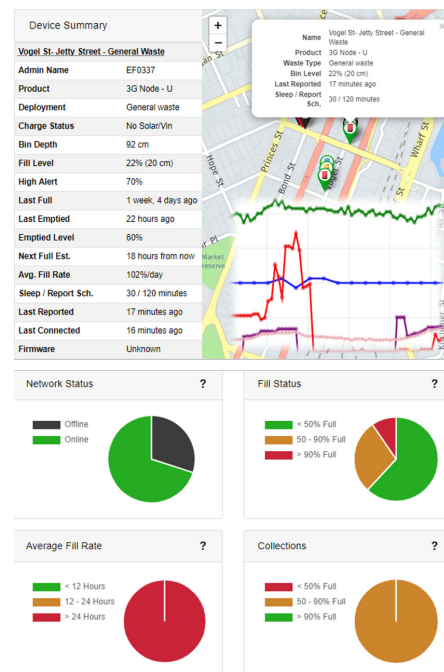 Device Summary
Vogel St- Jetty Street - General Waste
Admin Name EF0337
Product 3G Node - U
Deployment General waste
Charge Status No Solar/Vin
Bin Depth 92 cm
Fill Level 22% (20 cm)
High Alert 70%
Last Full 1 week, 4 days ago
Last Emptied 22 hours ago
Emptied Level 60%
Next Full Est. 18 hours from now
Avg. Fill Rate 102%/day
Sleep / Report Sch. 30 / 120 minutes
Last Reported 17 minutes ago
Last Connected 16 minutes ago
Firmware Unknown
+
−
×
Name Vogel St- Jetty Street - General
Waste
Product 3G Node - U
Waste Type General waste
Bin Level 22% (20 cm)
Last Reported 17 minutes ago
Sleep / Report
Sch. 30 / 120 minutes
Princes St
Hope St
Bond St
Vogel St
Wharf St
St
Market
Reserve
Network Status ?
Offline
Online
Fill Status ?
< 50% Full
50 - 90% Full
> 90% Full
Average Fill Rate ?
< 12 Hours
12 - 24 Hours
> 24 Hours
Collections ?
< 50% Full
50 - 90% Full
> 90% Full